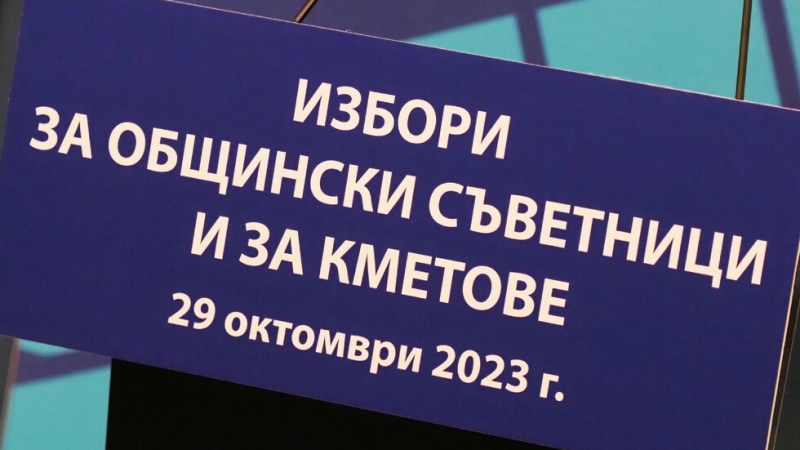 ИЗБОРИ
ЗА ОБЩИНСКИ СЪВЕТНИЦИ
И ЗА КМЕТОВЕ
29 октомври 2023 г.